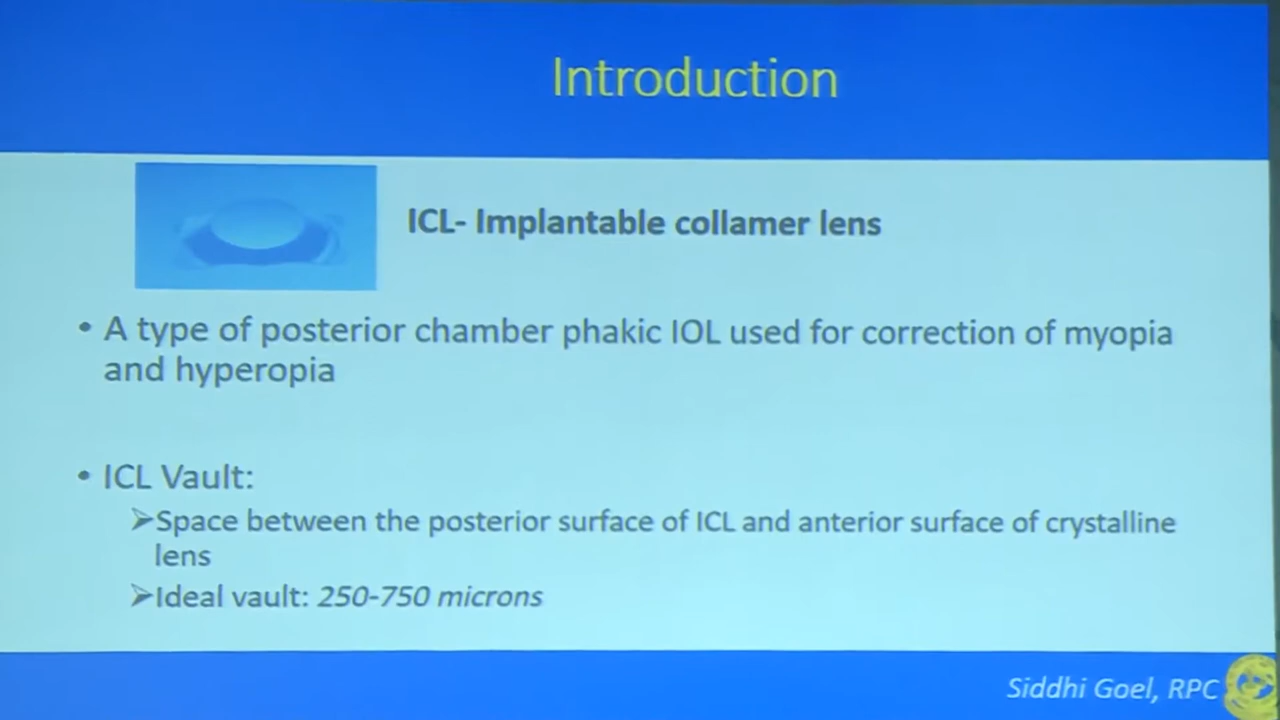 Introduction
ICL- Implantable collamer lens
• A type of posterior chamber phakic IOL used for correction of myopia
and hyperopia
• ICL Vault:
➢Space between the posterior surface of ICL and anterior surface of crystalline
lens
➢Ideal vault: 250-750 microns
Siddhi Goel, RPC